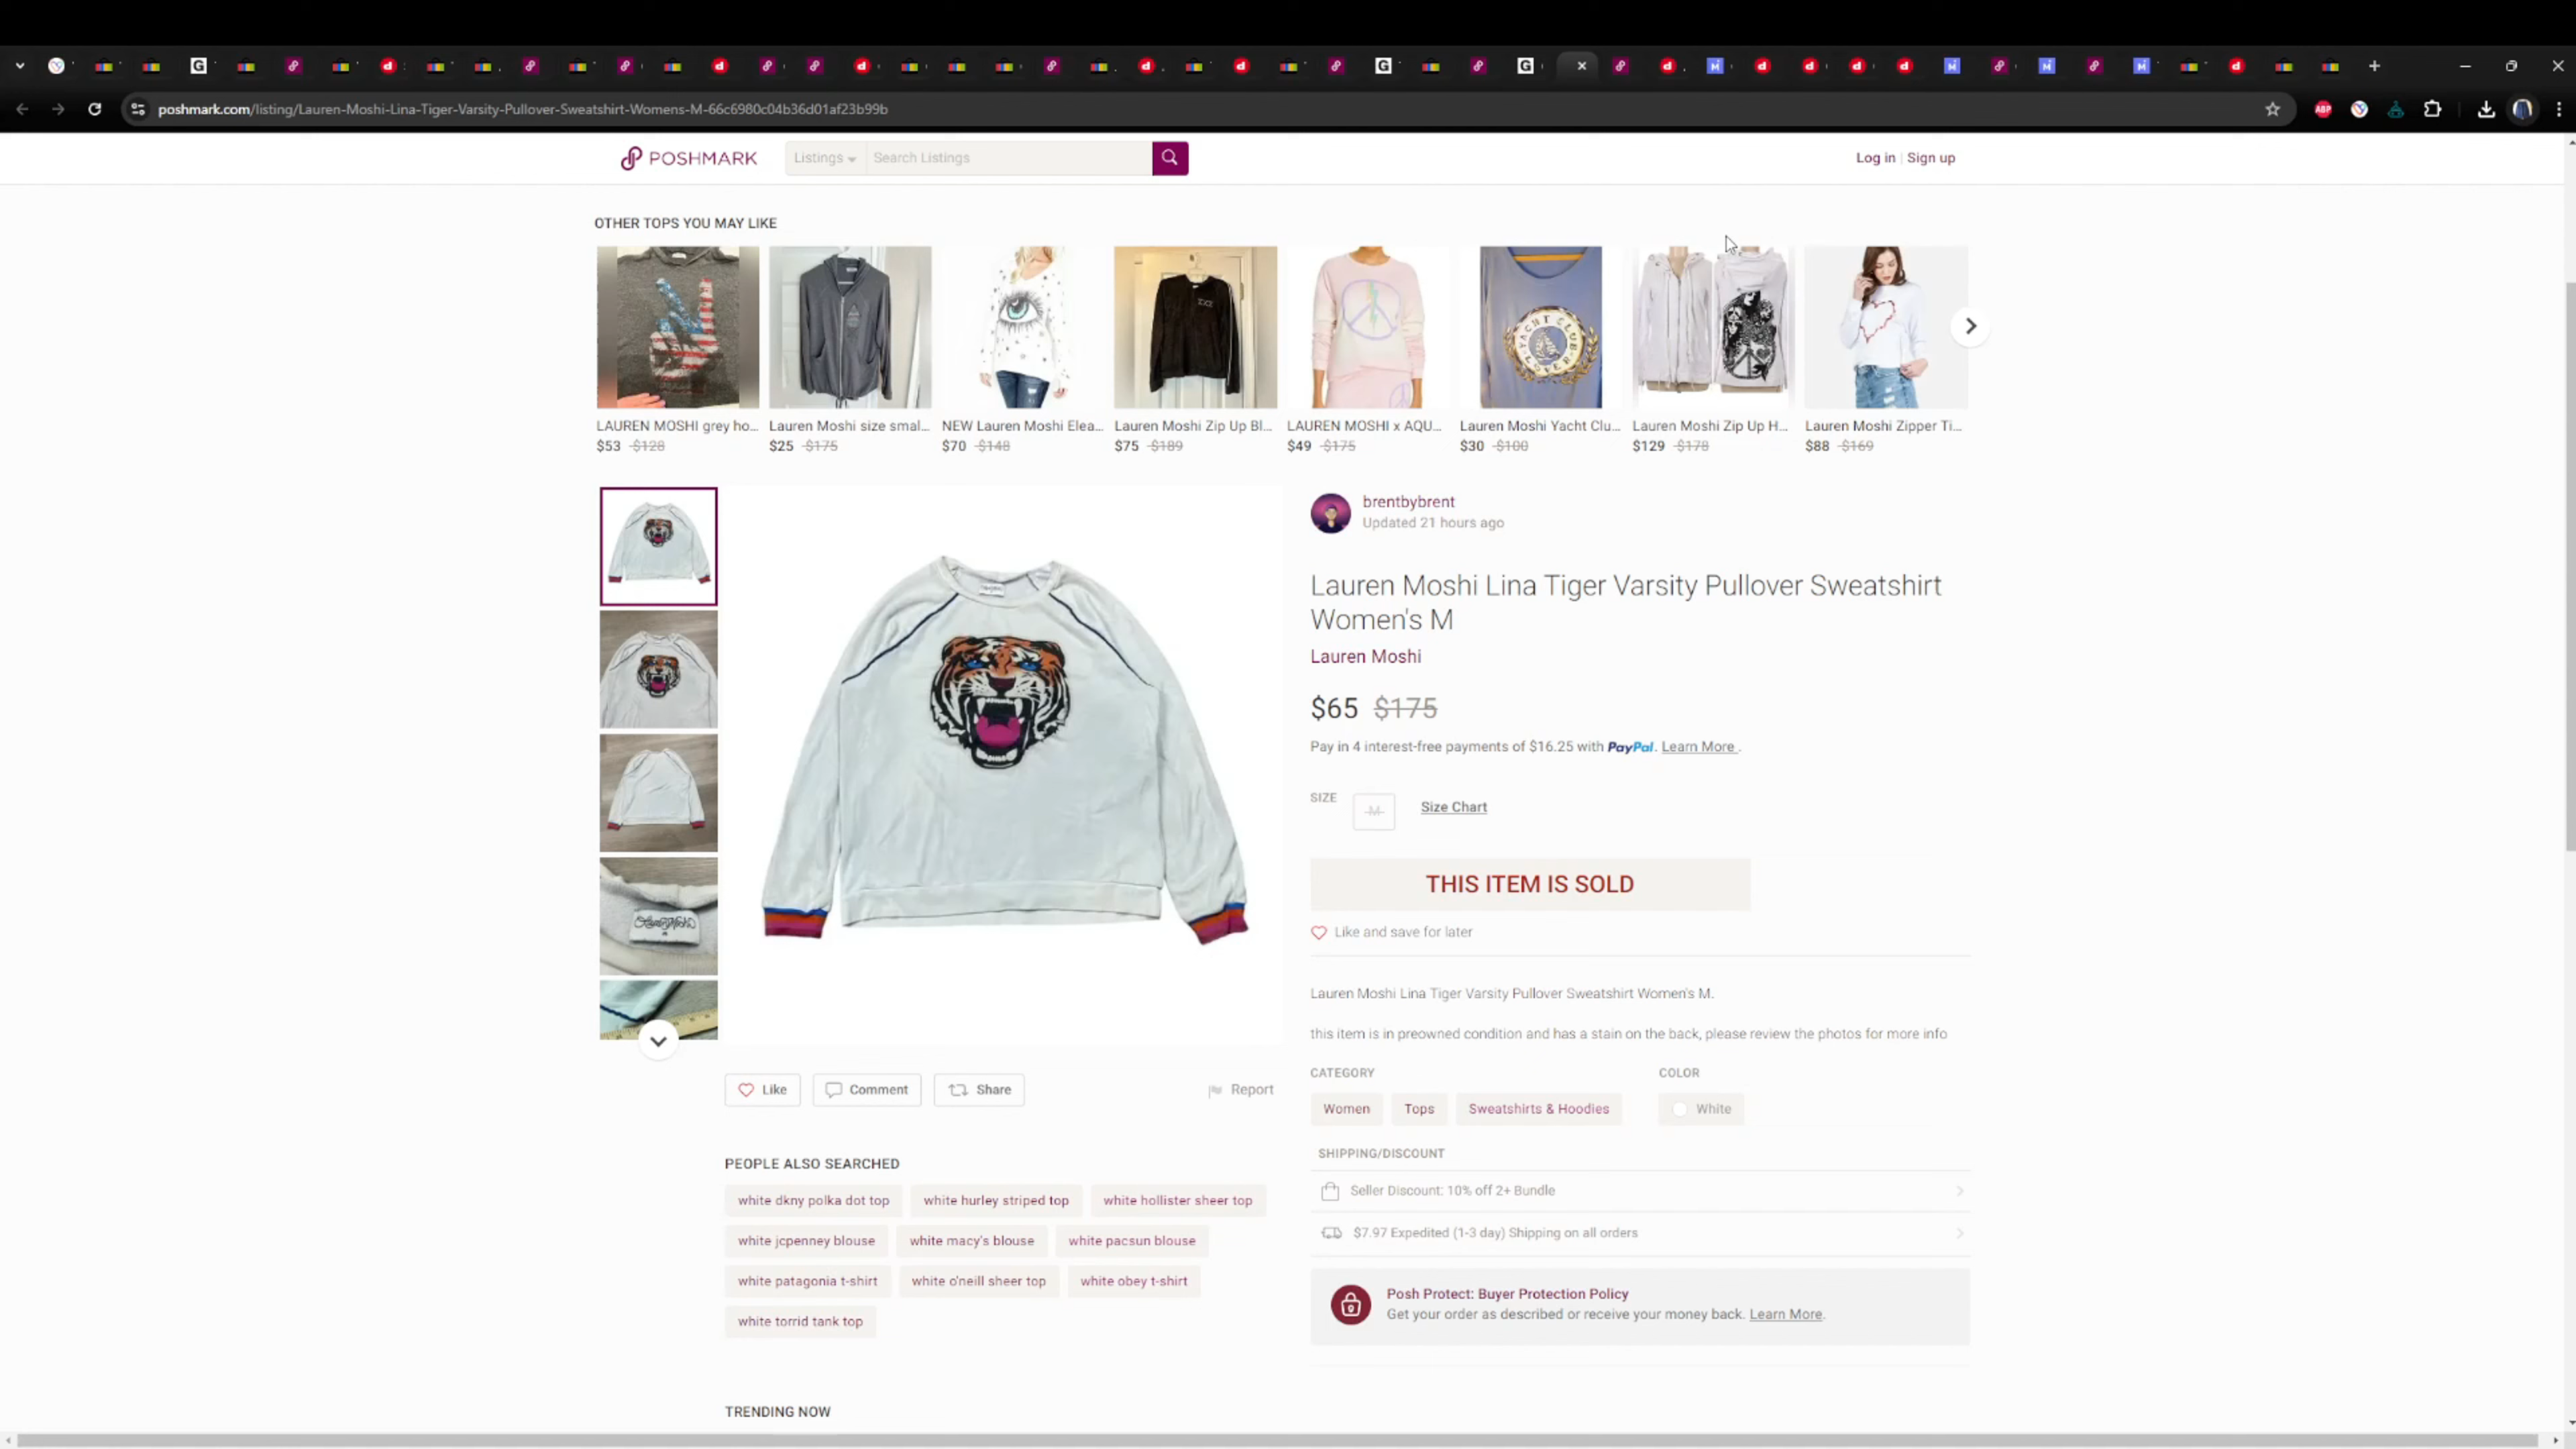 poshmark.com/listing/Lauren-Moshi-Lina-Tiger-Varsity-Pullover-Sweatshirt-Womens-M-66c6980c04b36d01af23b99b
POSHMARK
Listings
Search Listings
Log in | Sign up
OTHER TOPS YOU MAY LIKE
LAUREN MOSHI grey ho...
$53 $128
Lauren Moshi size smal...
$25 $175
NEW Lauren Moshi Elea...
$70 $148
Lauren Moshi Zip Up Bl...
$75 $189
LAUREN MOSHI x AQU...
$49 $175
YACHT CLUB
Lauren Moshi Yacht Clu...
$30 $100
Lauren Moshi Zip Up H...
$129 $178
Lauren Moshi Zipper Ti...
$88 $169
brentbybrent
Updated 21 hours ago
Lauren Moshi Lina Tiger Varsity Pullover Sweatshirt
Women's M
Lauren Moshi
$65 $175
Pay in 4 interest-free payments of $16.25 with PayPal. Learn More .
SIZE
M
Size Chart
THIS ITEM IS SOLD
Like and save for later
Lauren Moshi Lina Tiger Varsity Pullover Sweatshirt Women's M.
this item is in preowned condition and has a stain on the back, please review the photos for more info
CATEGORY
Women
Tops
Sweatshirts & Hoodies
COLOR
White
SHIPPING/DISCOUNT
Seller Discount: 10% off 2+ Bundle
$7.97 Expedited (1-3 day) Shipping on all orders
Posh Protect: Buyer Protection Policy
Get your order as described or receive your money back. Learn More.
Like
Comment
Share
Report
PEOPLE ALSO SEARCHED
white dkny polka dot top
white hurley striped top
white hollister sheer top
white jcpenney blouse
white macy's blouse
white pacsun blouse
white patagonia t-shirt
white o'neill sheer top
white obey t-shirt
white torrid tank top
TRENDING NOW